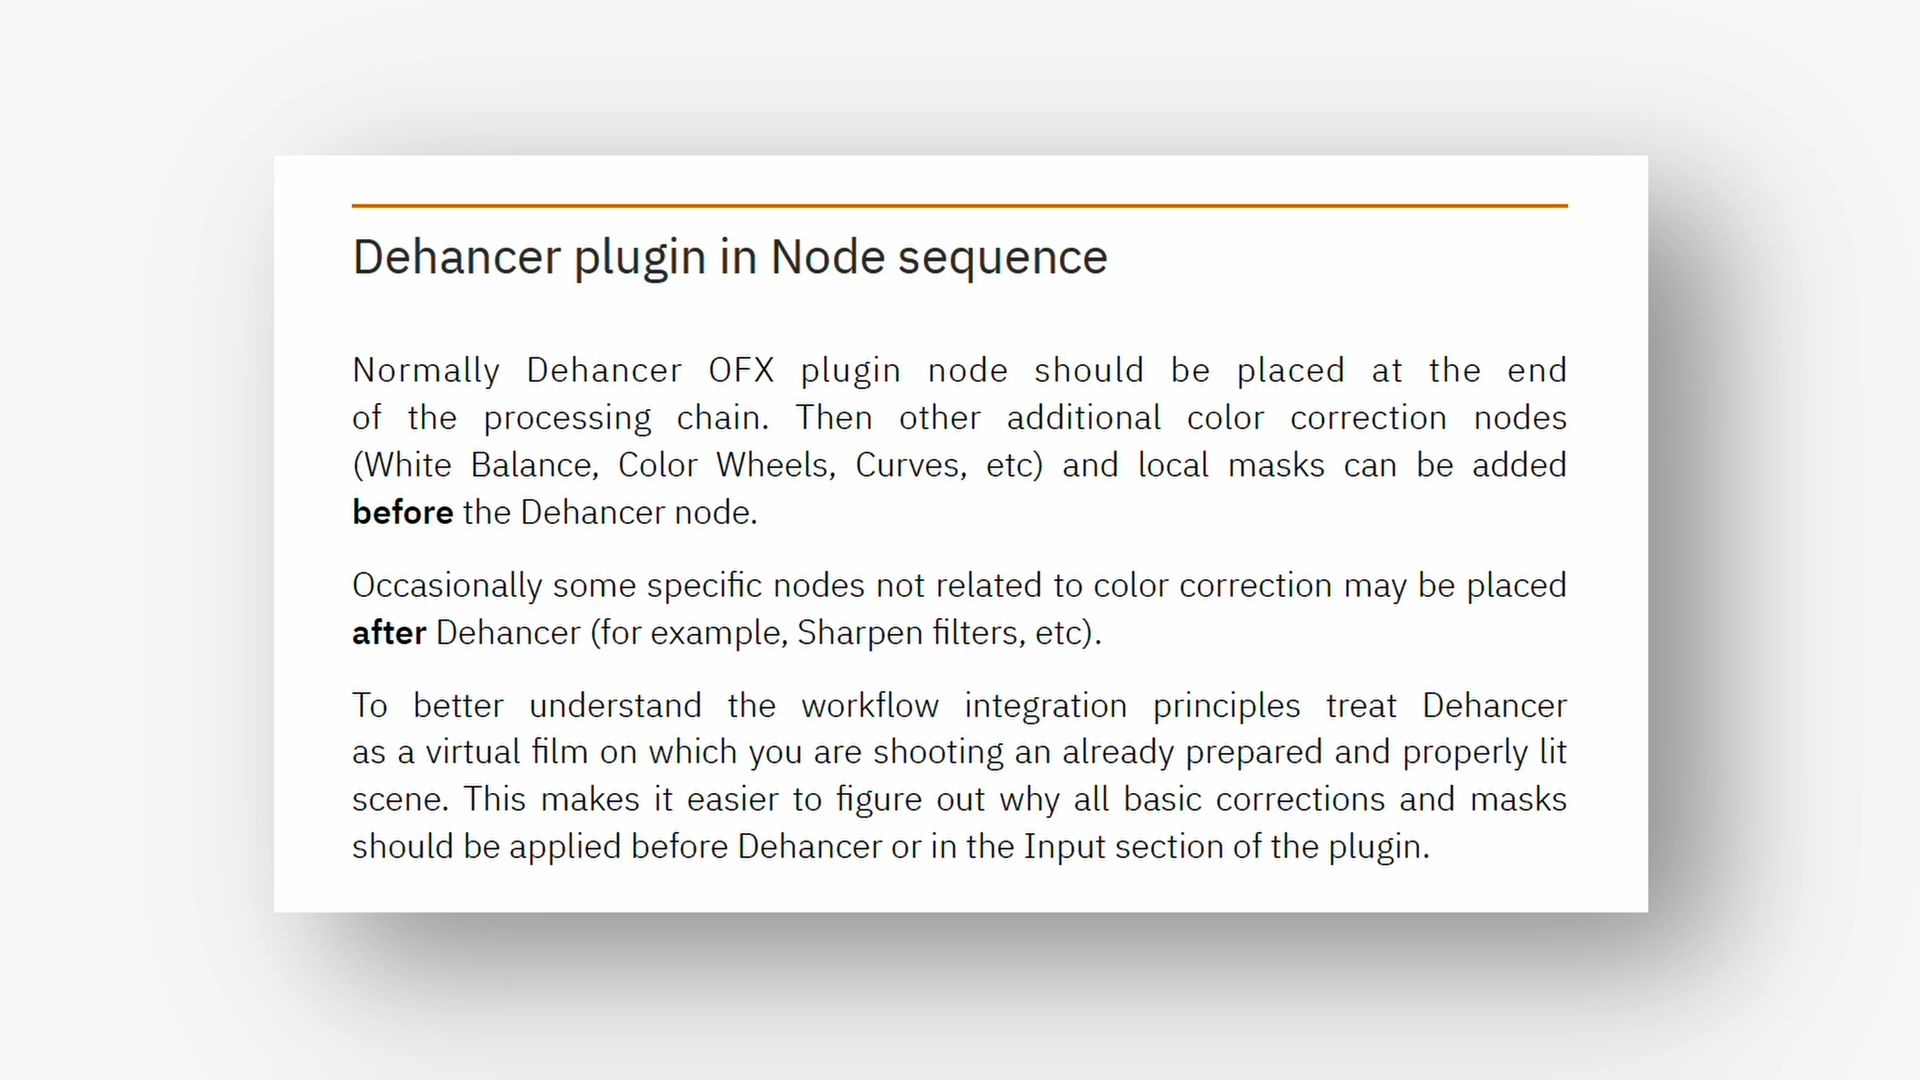 Dehancer plugin in Node sequence
Normally Dehancer OFX plugin node should be placed at the end
of the processing chain. Then other additional color correction nodes
(White Balance, Color Wheels, Curves, etc) and local masks can be added
before the Dehancer node.
Occasionally some specific nodes not related to color correction may be placed
after Dehancer (for example, Sharpen filters, etc).
To better understand the workflow integration principles treat Dehancer
as a virtual film on which you are shooting an already prepared and properly lit
scene. This makes it easier to figure out why all basic corrections and masks
should be applied before Dehancer or in the Input section of the plugin.